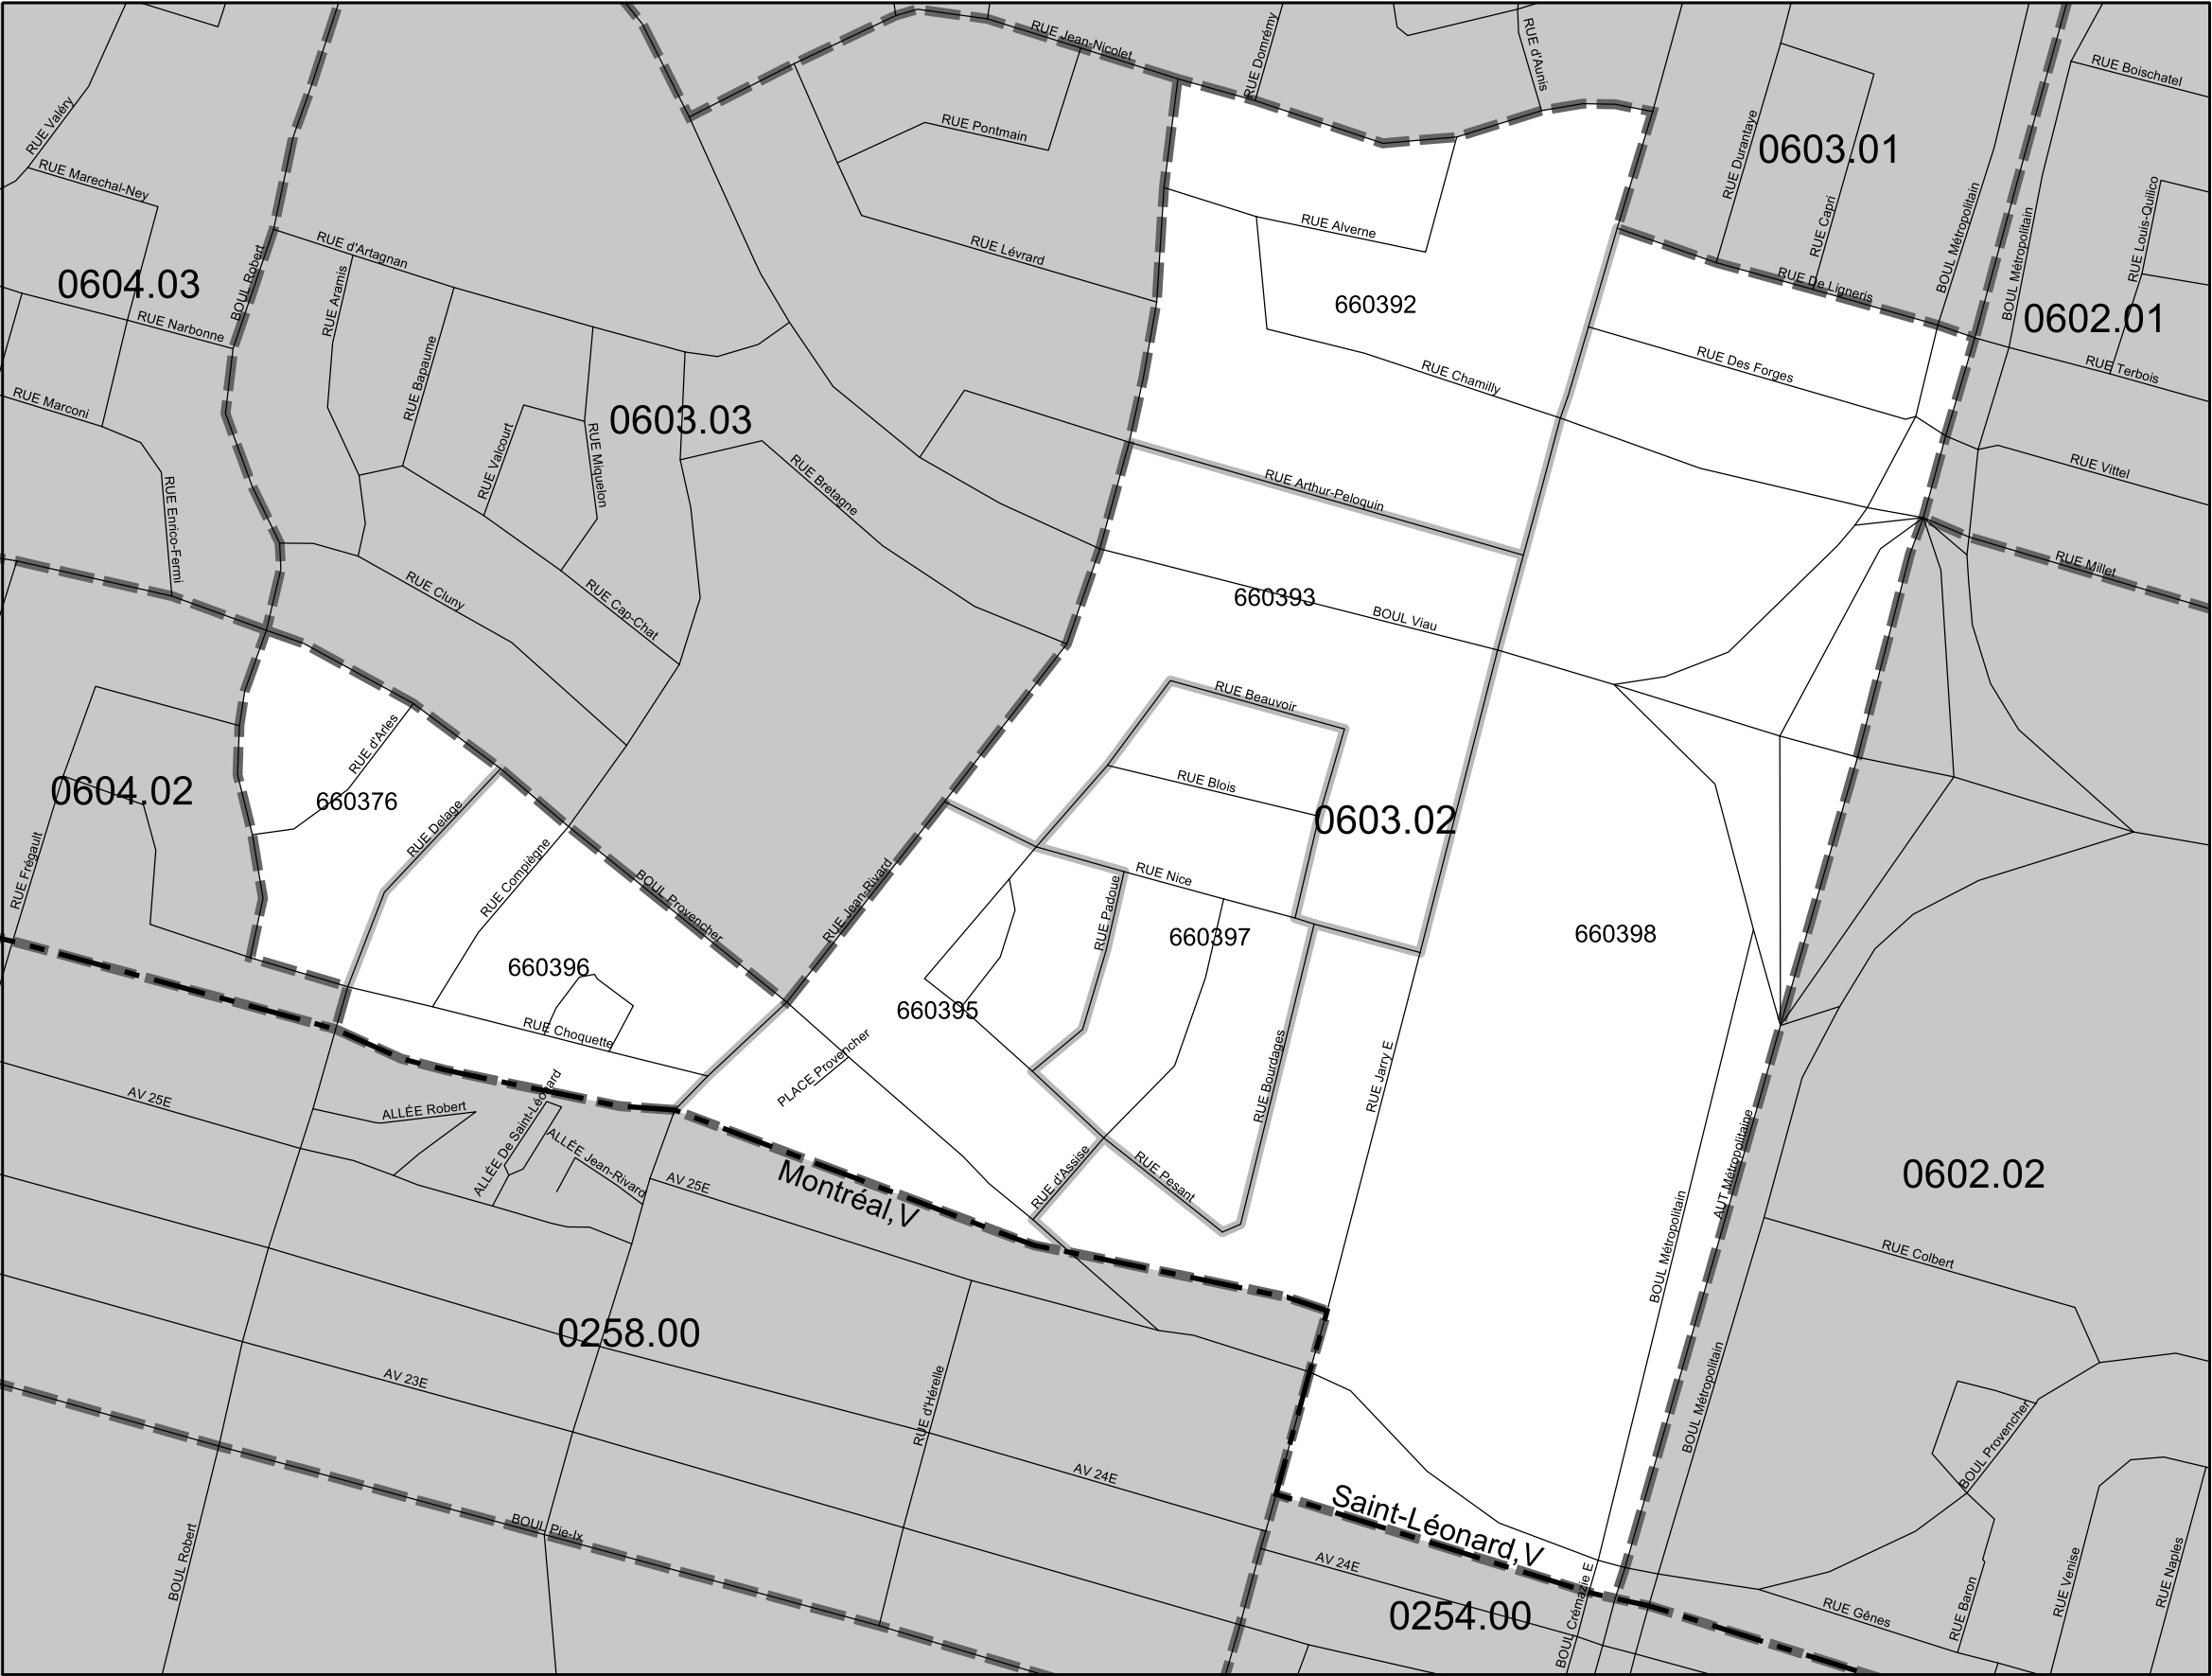 RUE Jean-Nicolet
RUE Domrémy
RUE d'Aunis
RUE Boischatel
RUE Valéry
RUE Pontmain
RUE Durantaye
0603.01
RUE Marechal-Ney
RUE Capri
BOUL Métropolitain
BOUL Métropolitain
RUE Louis-Quilico
RUE d'Artagnan
RUE Lévrard
RUE Alverne
0604.03
BOUL Robert
RUE Aramis
660392
RUE De Ligneris
0602.01
RUE Narbonne
RUE Bapaume
RUE Chamilly
RUE Des Forges
RUE Terbois
RUE Marconi
0603.03
RUE Valcourt
RUE Miquelon
RUE Bretagne
RUE Arthur-Peloquin
RUE Vittel
RUE Enrico-Fermi
RUE Millet
RUE Cluny
RUE Cap-Chat
660393
BOUL Viau
RUE Beauvoir
RUE d'Arles
RUE Blois
0604.02
660376
RUE Delage
0603.02
RUE Frégault
RUE Compiègne
BOUL Provencher
RUE Jean-Rivard
RUE Nice
RUE Padoue
660397
660398
660396
660395
RUE Choquette
PLACE Provencher
RUE Bourdages
RUE Jarry E
AV 25E
ALLÉE Robert
ALLÉE De Saint-Léonard
ALLÉE Jean-Rivard
AV 25E
Montréal,V
RUE d'Assise
RUE Pesant
BOUL Métropolitain
AUT Métropolitaine
0602.02
RUE Colbert
0258.00
AV 23E
RUE d'Hérelle
BOUL Métropolitain
AV 24E
BOUL Provencher
BOUL Pie-Ix
BOUL Robert
Saint-Léonard,V
AV 24E
0254.00
BOUL Crémazie E
RUE Gênes
RUE Baron
RUE Venise
RUE Naples